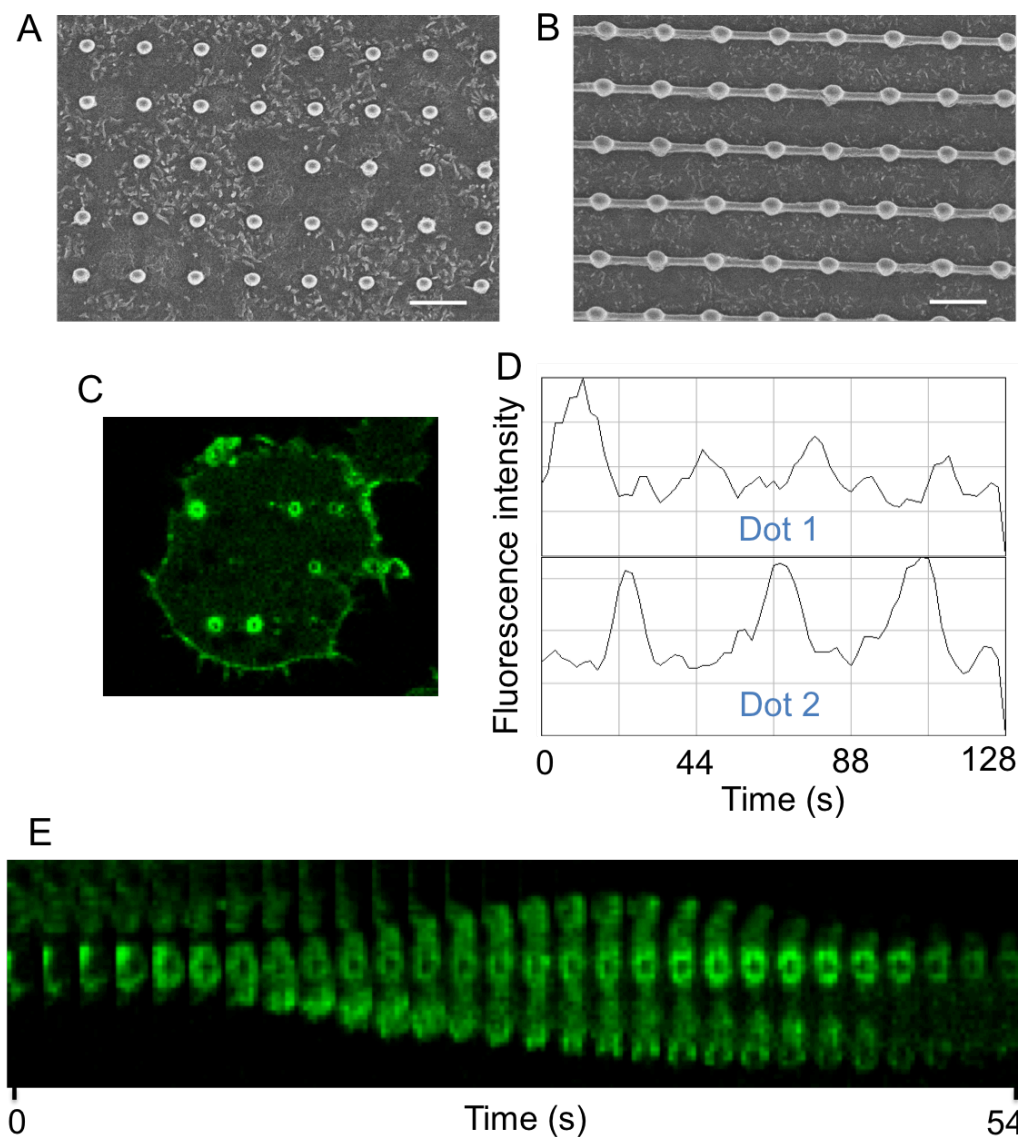 A
B
C
D
Fluorescence intensity
Dot 1
Dot 2
0 44 88 128
Time (s)
E
0 Time (s) 54